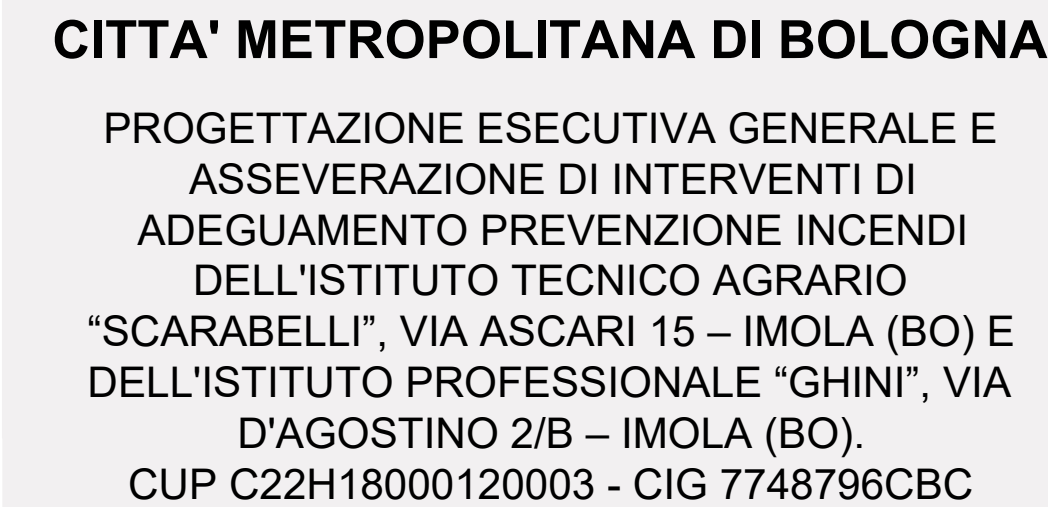 CITTA' METROPOLITANA DI BOLOGNA
PROGETTAZIONE ESECUTIVA GENERALE E
ASSEVERAZIONE DI INTERVENTI DI
ADEGUAMENTO PREVENZIONE INCENDI
DELL'ISTITUTO TECNICO AGRARIO
“SCARABELLI”, VIA ASCARI 15 – IMOLA (BO) E
DELL'ISTITUTO PROFESSIONALE “GHINI”, VIA
D'AGOSTINO 2/B – IMOLA (BO).
CUP C22H18000120003 - CIG 7748796CBC